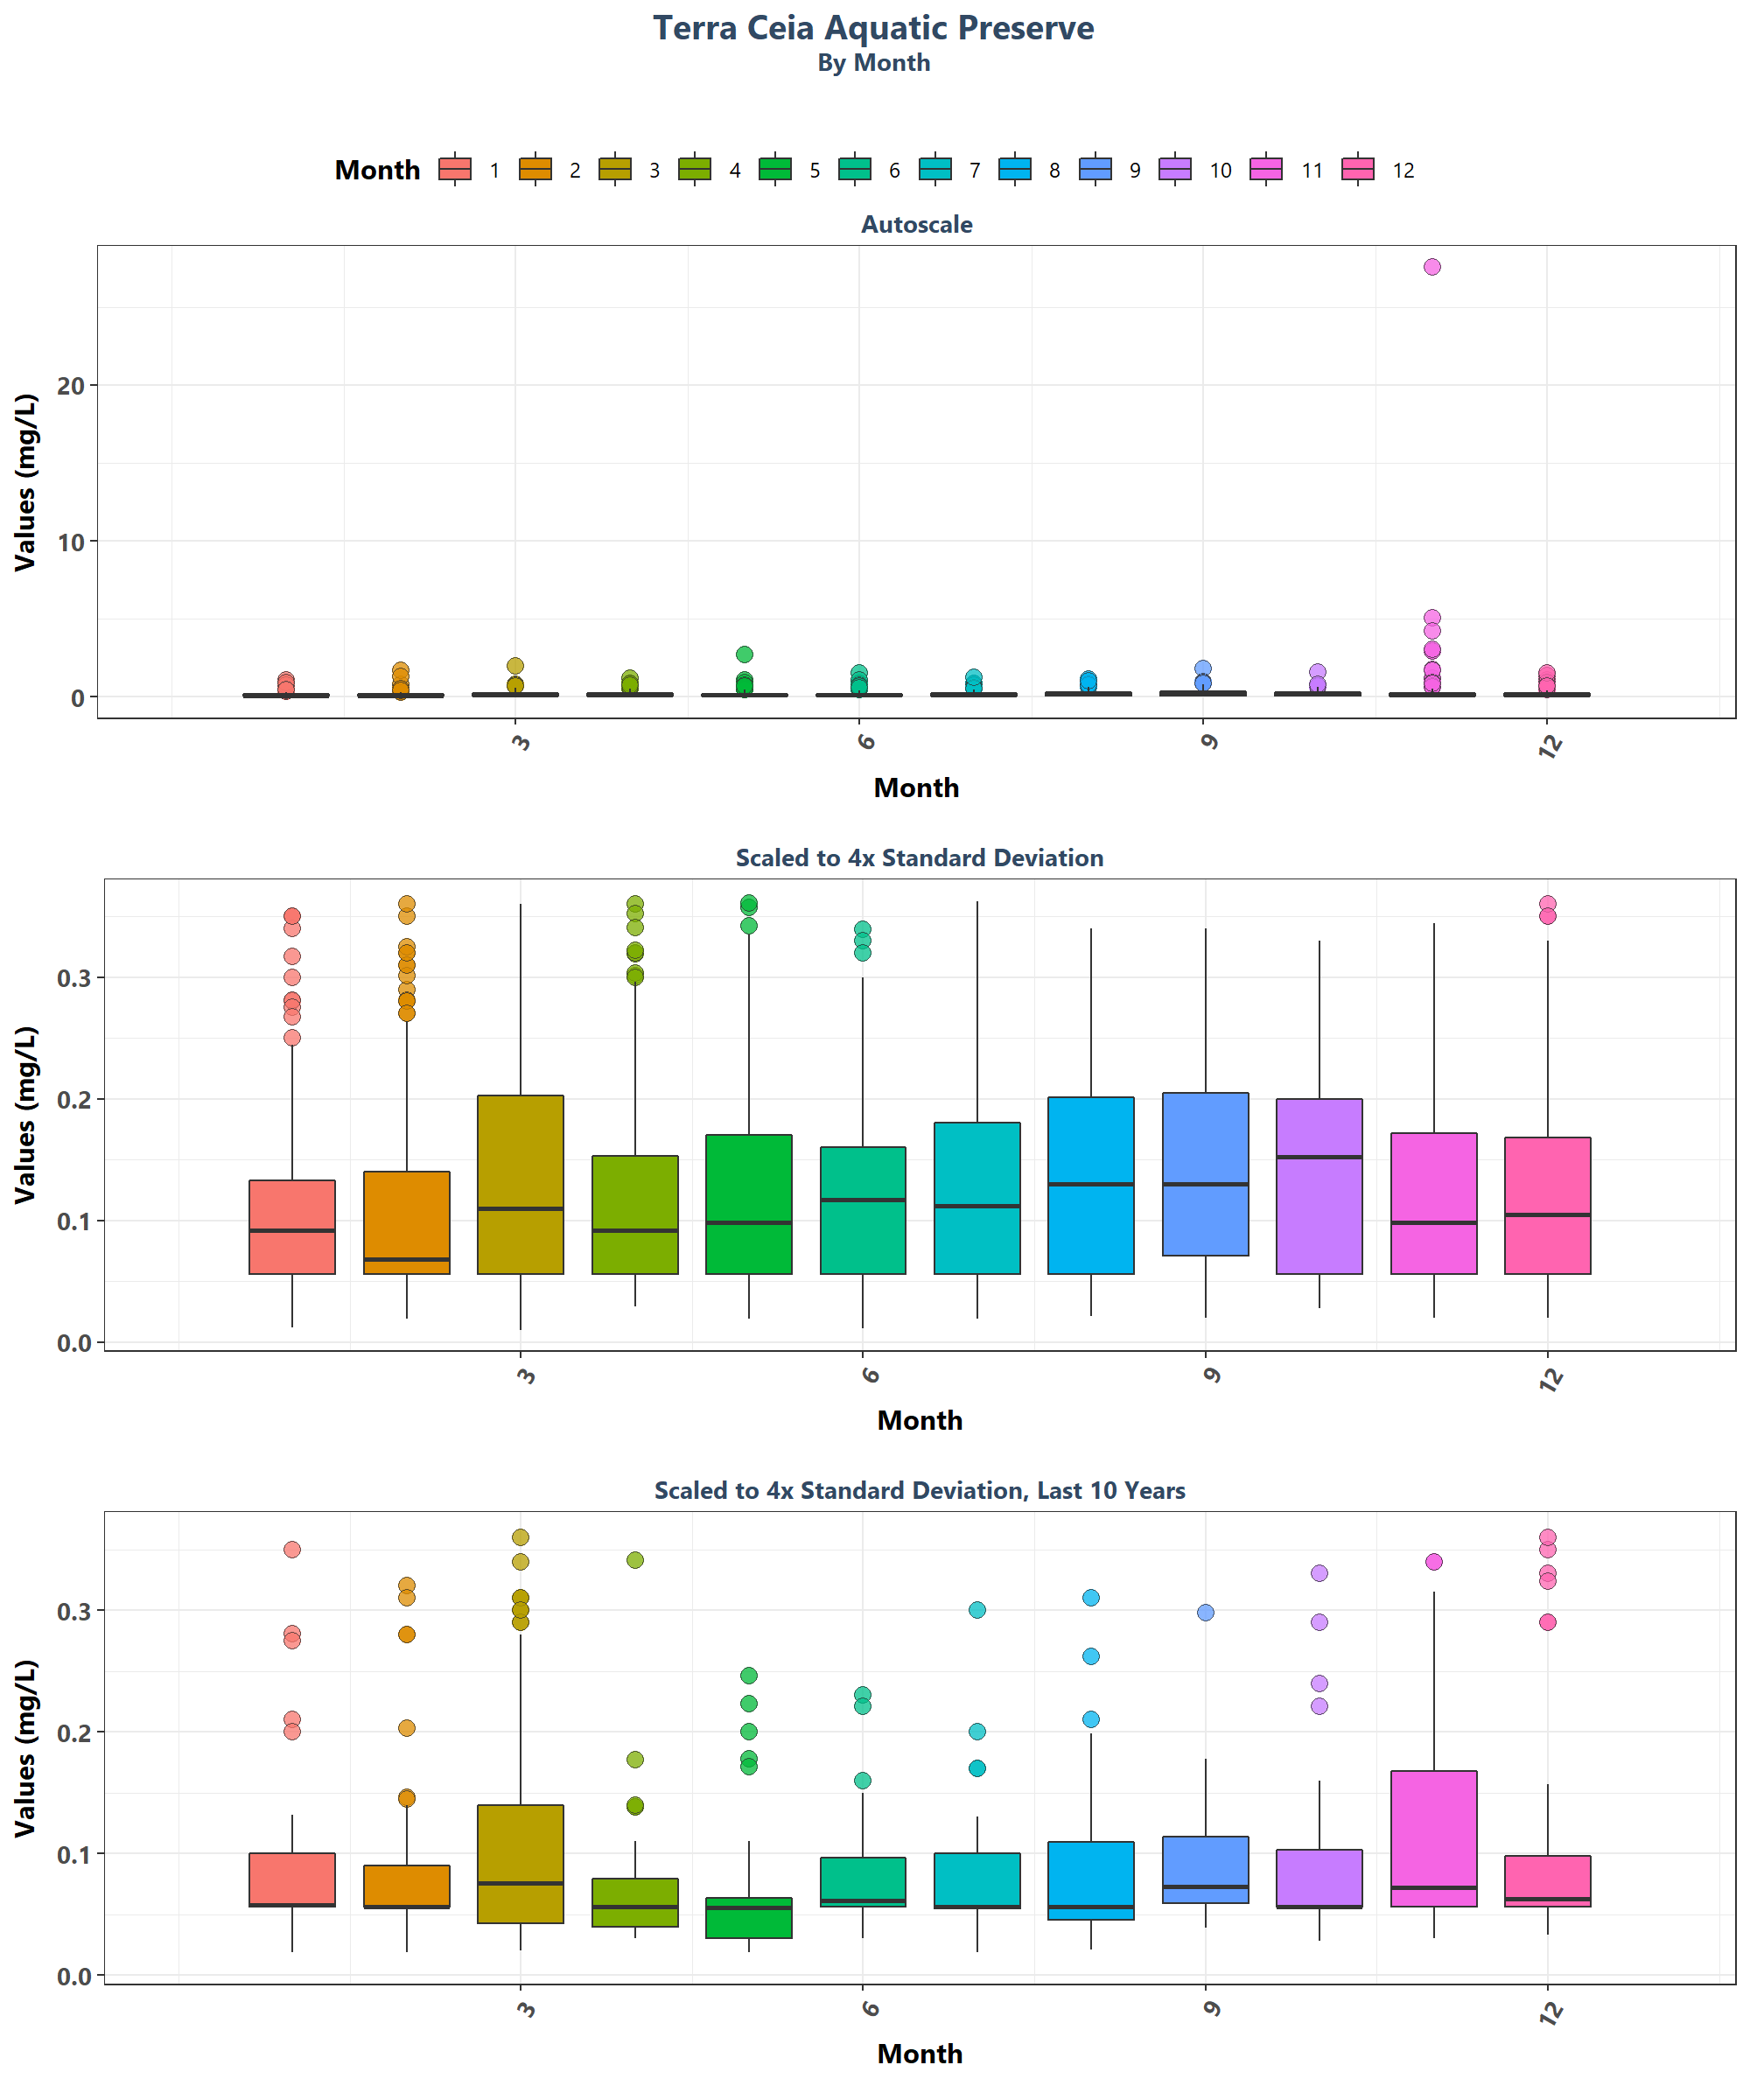 Terra Ceia Aquatic Preserve
By Month
Month 1 2 3 4 5 6 7 8 9 10 11 12
Autoscale
Values (mg/L)
20
10
0
3 6 9 12
Month
Scaled to 4x Standard Deviation
Values (mg/L)
0.3
0.2
0.1
0.0
3 6 9 12
Month
Scaled to 4x Standard Deviation, Last 10 Years
Values (mg/L)
0.3
0.2
0.1
0.0
3 6 9 12
Month